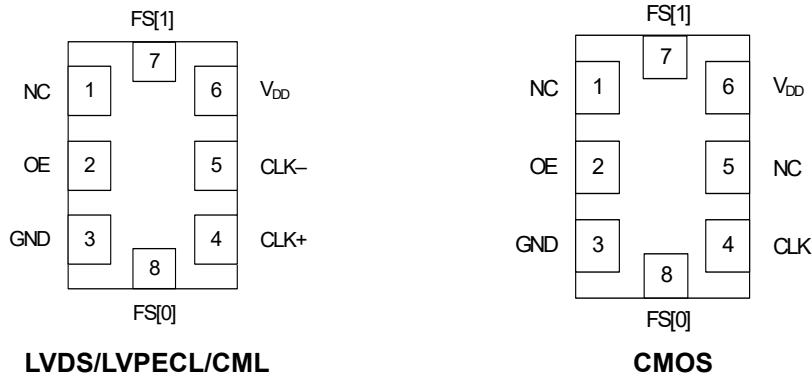 FS[1]
7
NC 1 6 VDD
OE 2 5 CLK–
GND 3 4 CLK+
8
FS[0]
LVDS/LVPECL/CML
FS[1]
7
NC 1 6 VDD
OE 2 5 NC
GND 3 4 CLK
8
FS[0]
CMOS